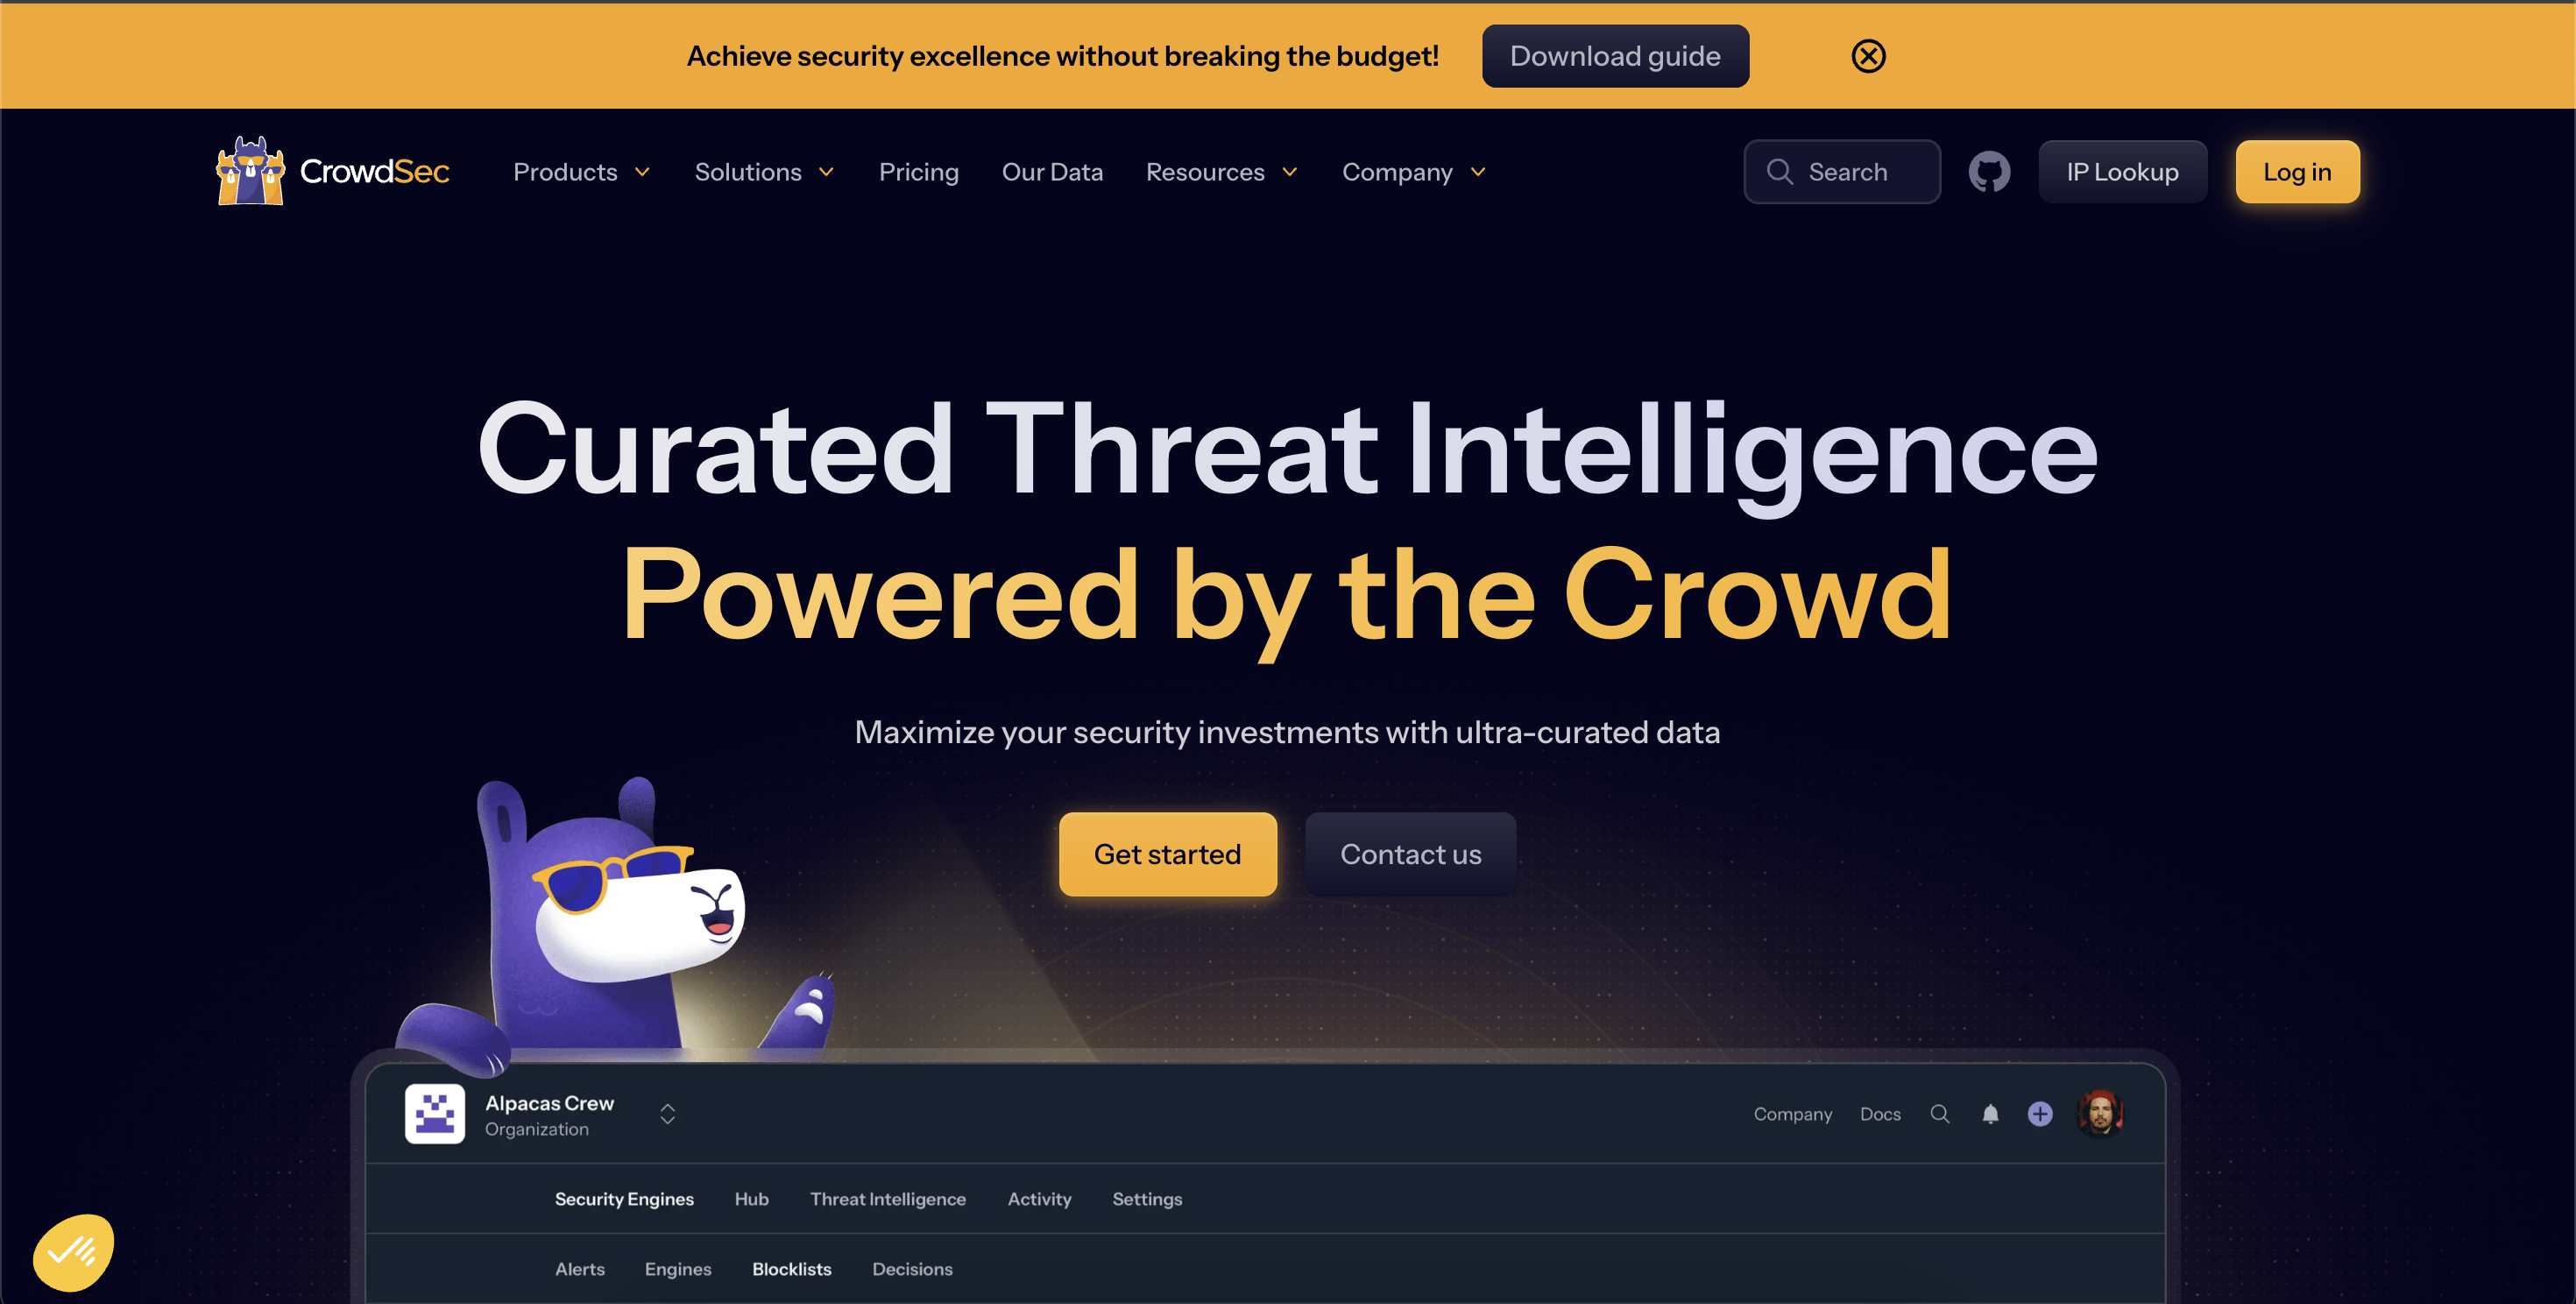 Achieve security excellence without breaking the budget! Download guide
CrowdSec Products Solutions Pricing Our Data Resources Company Search IP Lookup Log in
Curated Threat Intelligence
Powered by the Crowd
Maximize your security investments with ultra-curated data
Get started Contact us
Alpacas Crew
Organization
Company Docs
Security Engines Hub Threat Intelligence Activity Settings
Alerts Engines Blocklists Decisions